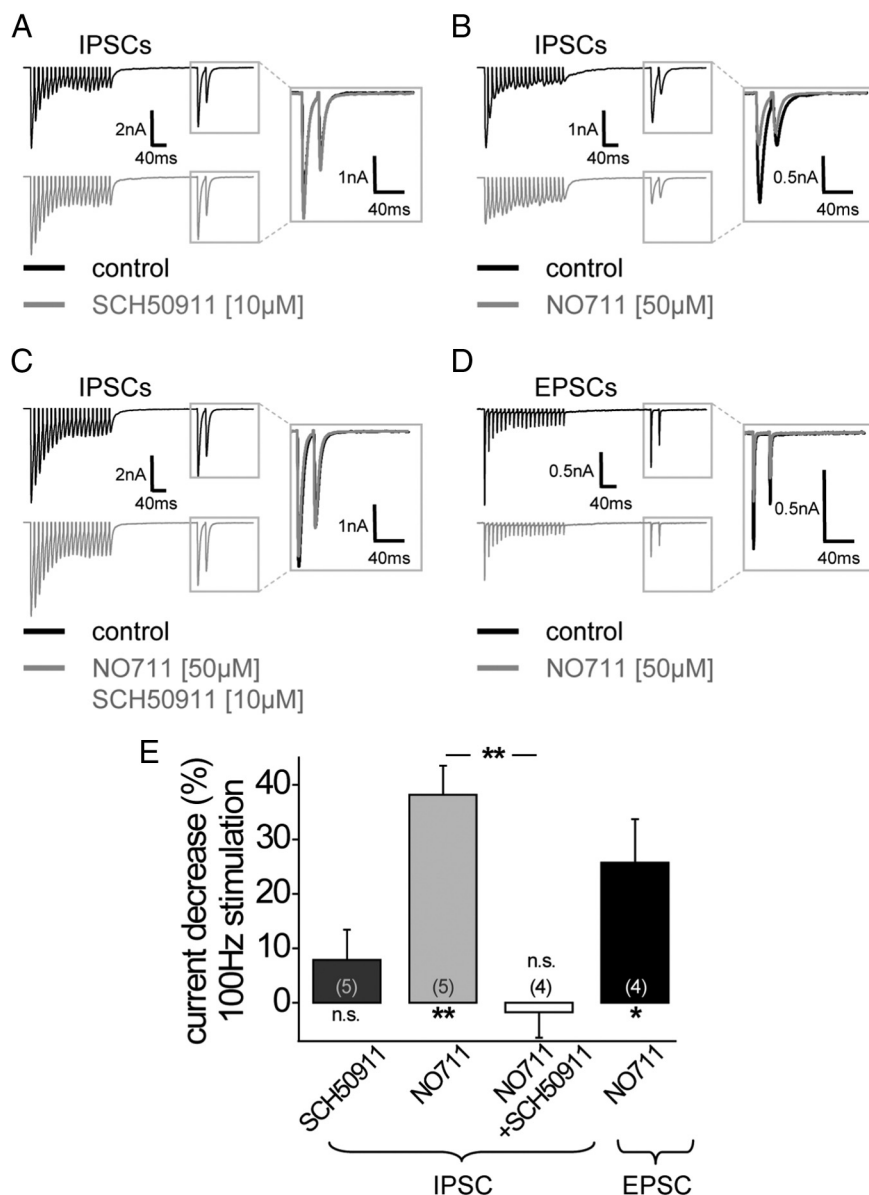 A
IPSCs
2nA
40ms
1nA
40ms
control
SCH50911 [10µM]
B
IPSCs
1nA
40ms
0.5nA
40ms
control
NO711 [50µM]
C
IPSCs
2nA
40ms
1nA
40ms
control
NO711 [50µM]
SCH50911 [10µM]
D
EPSCs
0.5nA
40ms
0.5nA
40ms
control
NO711 [50µM]
E
current decrease (%)
100Hz stimulation
40
30
20
10
0
**
n.s.
(5)
(5)
(4)
(4)
n.s.
**
*
SCH50911
NO711
NO711
+SCH50911
NO711
IPSC
EPSC